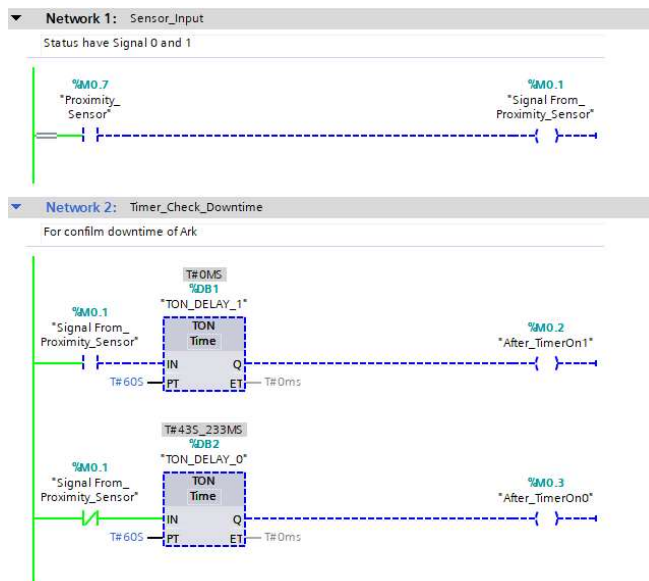 Network 1: Sensor_Input
Status have Signal 0 and 1
%M0.7
"Proximity_
Sensor"
%M0.1
"Signal From_
Proximity_Sensor"
Network 2: Timer_Check_Downtime
For confilm downtime of Ark
T#0MS
%DB1
"TON_DELAY_1"
%M0.1
"Signal From_
Proximity_Sensor"
TON
Time
IN
Q
T#60S
PT
ET
T#0ms
%M0.2
"After_TimerOn1"
T#43S_233MS
%DB2
"TON_DELAY_0"
%M0.1
"Signal From_
Proximity_Sensor"
TON
Time
IN
Q
T#60S
PT
ET
T#0ms
%M0.3
"After_TimerOn0"